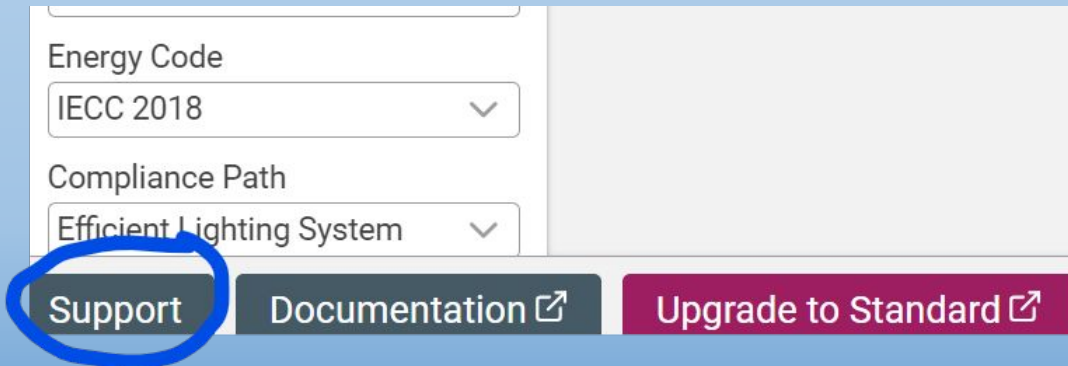 Energy Code
IECC 2018
Compliance Path
Efficient Lighting System
Support Documentation Upgrade to Standard